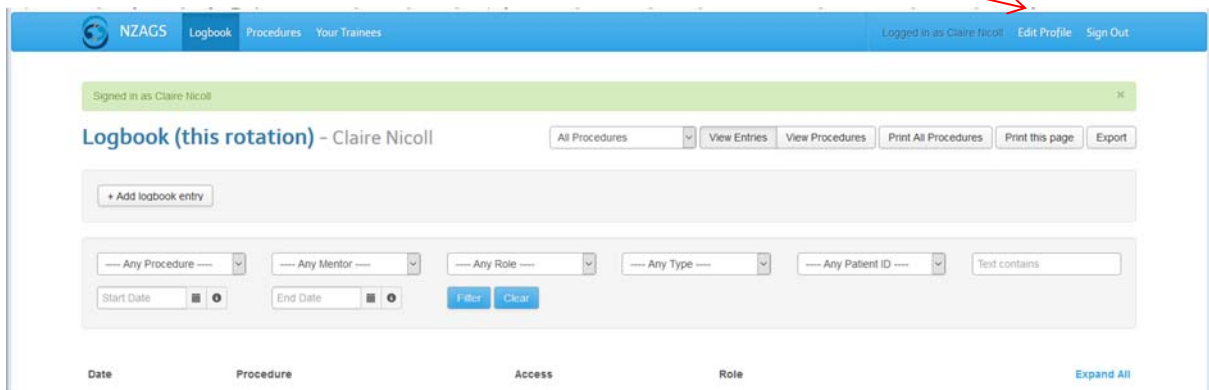 NZAGS Logbook Procedures Your Trainees Logged in as Claire Nicoll Edit Profile Sign Out
Signed in as Claire Nicoll ×
Logbook (this rotation) - Claire Nicoll All Procedures View Entries View Procedures Print All Procedures Print this page Export
+ Add logbook entry
---- Any Procedure ---- ---- Any Mentor ---- ---- Any Role ---- ---- Any Type ---- ---- Any Patient ID ---- Text contains
Start Date End Date Filter Clear
Date Procedure Access Role Expand All